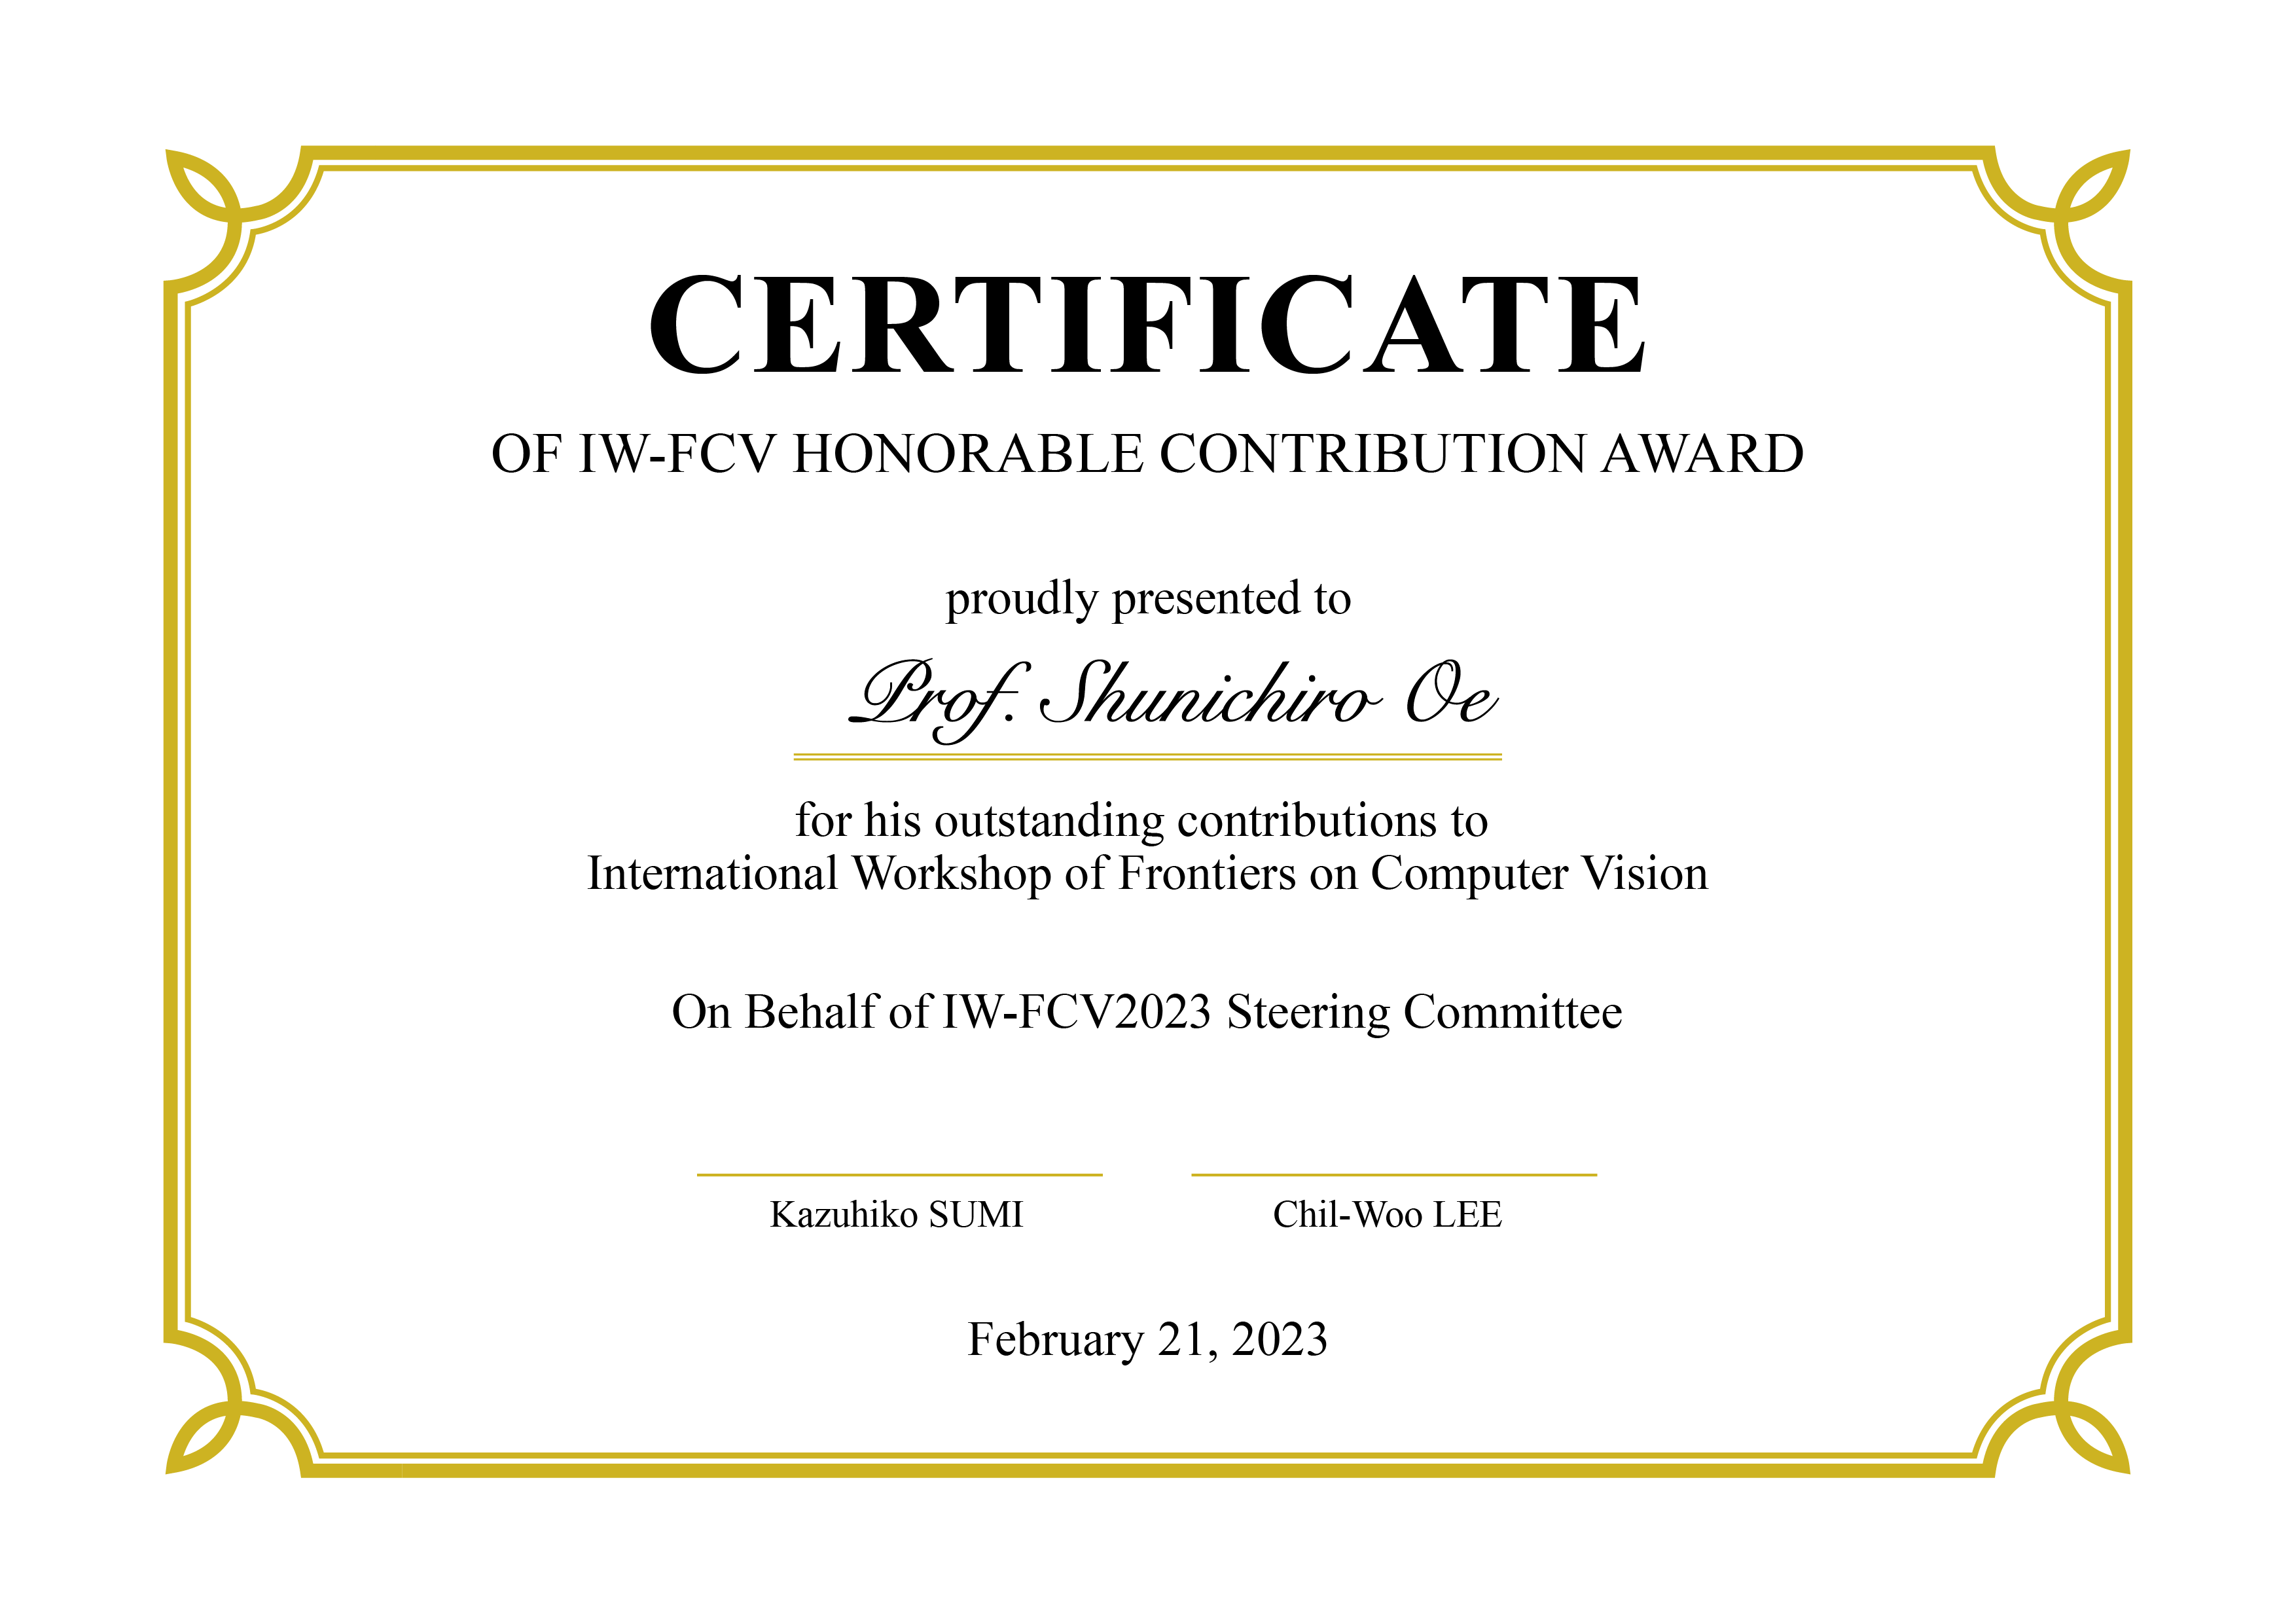 CERTIFICATE
OF IW-FCV HONORABLE CONTRIBUTION AWARD
proudly presented to
Prof. Shunichiro Oe
for his outstanding contributions to
International Workshop of Frontiers on Computer Vision
On Behalf of IW-FCV2023 Steering Committee
Kazuhiko SUMI Chil-Woo LEE
February 21, 2023